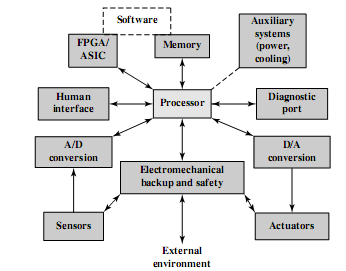 Software
Auxiliary
systems
(power,
cooling)
FPGA/
ASIC
Memory
Human
interface
Processor
Diagnostic
port
A/D
conversion
D/A
conversion
Electromechanical
backup and safety
Sensors
Actuators
External
environment